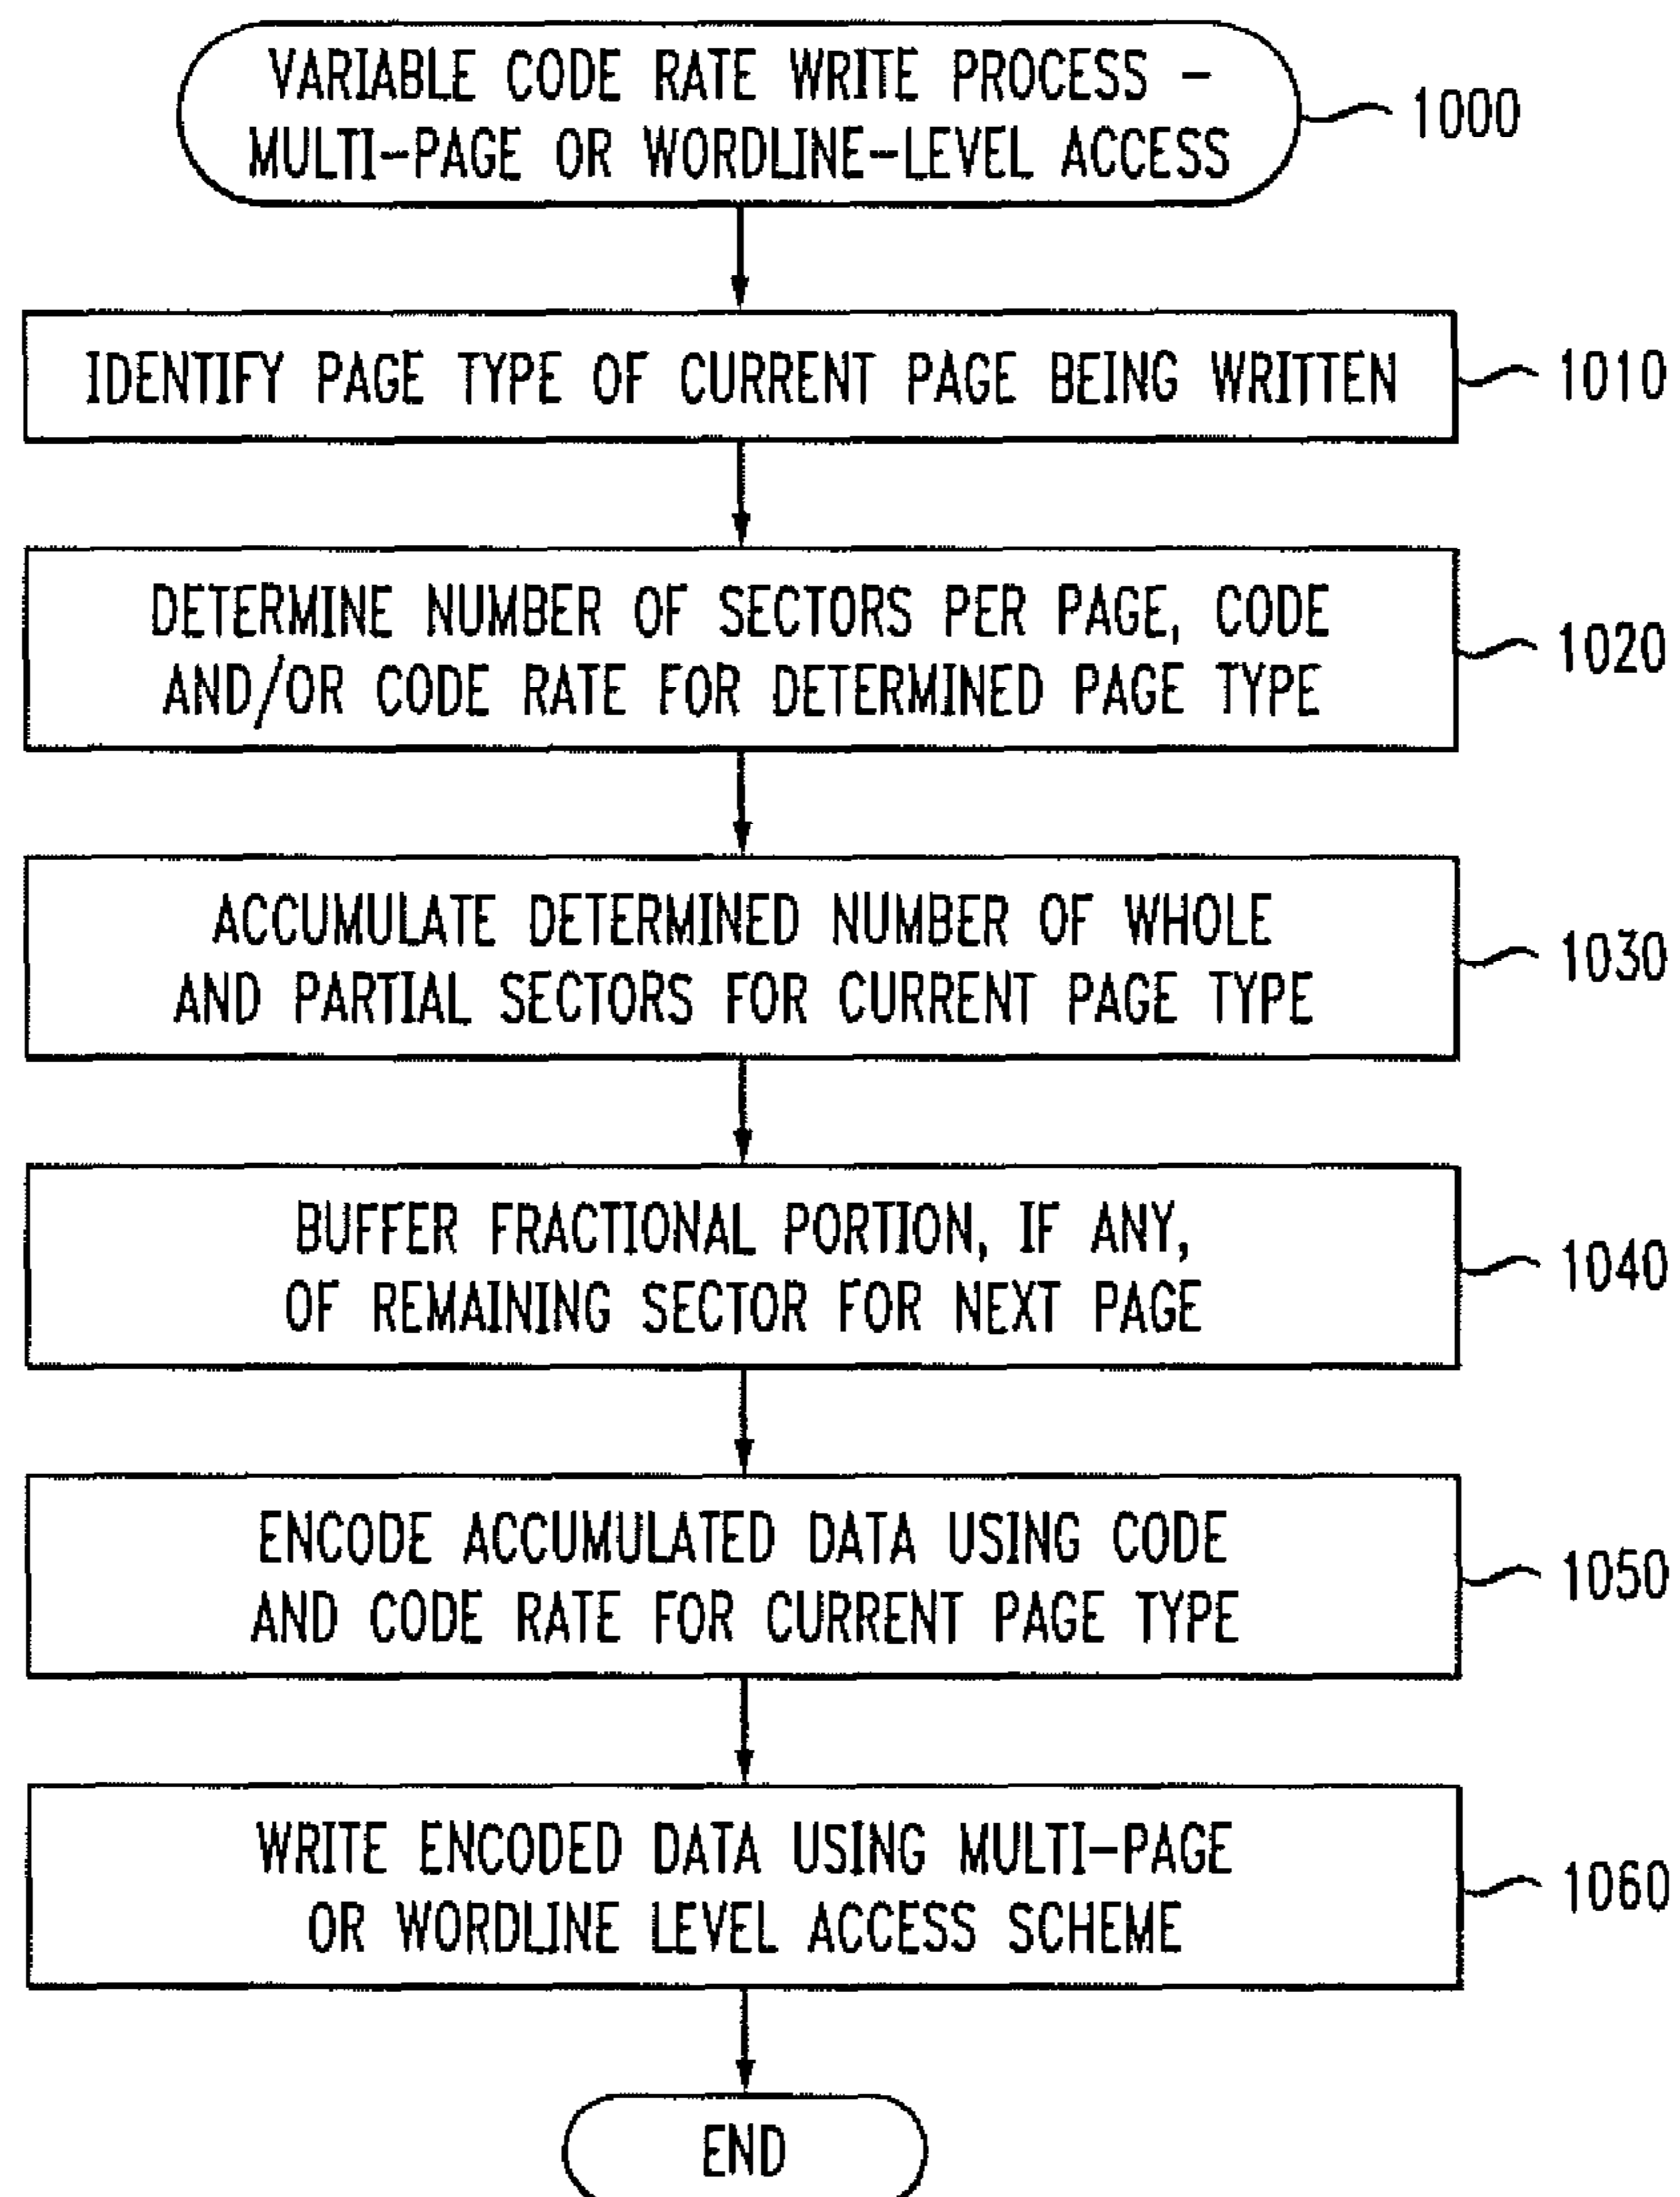 VARIABLE CODE RATE WRITE PROCESS -
MULTI-PAGE OR WORDLINE-LEVEL ACCESS
1000
IDENTIFY PAGE TYPE OF CURRENT PAGE BEING WRITTEN
1010
DETERMINE NUMBER OF SECTORS PER PAGE, CODE
AND/OR CODE RATE FOR DETERMINED PAGE TYPE
1020
ACCUMULATE DETERMINED NUMBER OF WHOLE
AND PARTIAL SECTORS FOR CURRENT PAGE TYPE
1030
BUFFER FRACTIONAL PORTION, IF ANY,
OF REMAINING SECTOR FOR NEXT PAGE
1040
ENCODE ACCUMULATED DATA USING CODE
AND CODE RATE FOR CURRENT PAGE TYPE
1050
WRITE ENCODED DATA USING MULTI-PAGE
OR WORDLINE LEVEL ACCESS SCHEME
1060
END